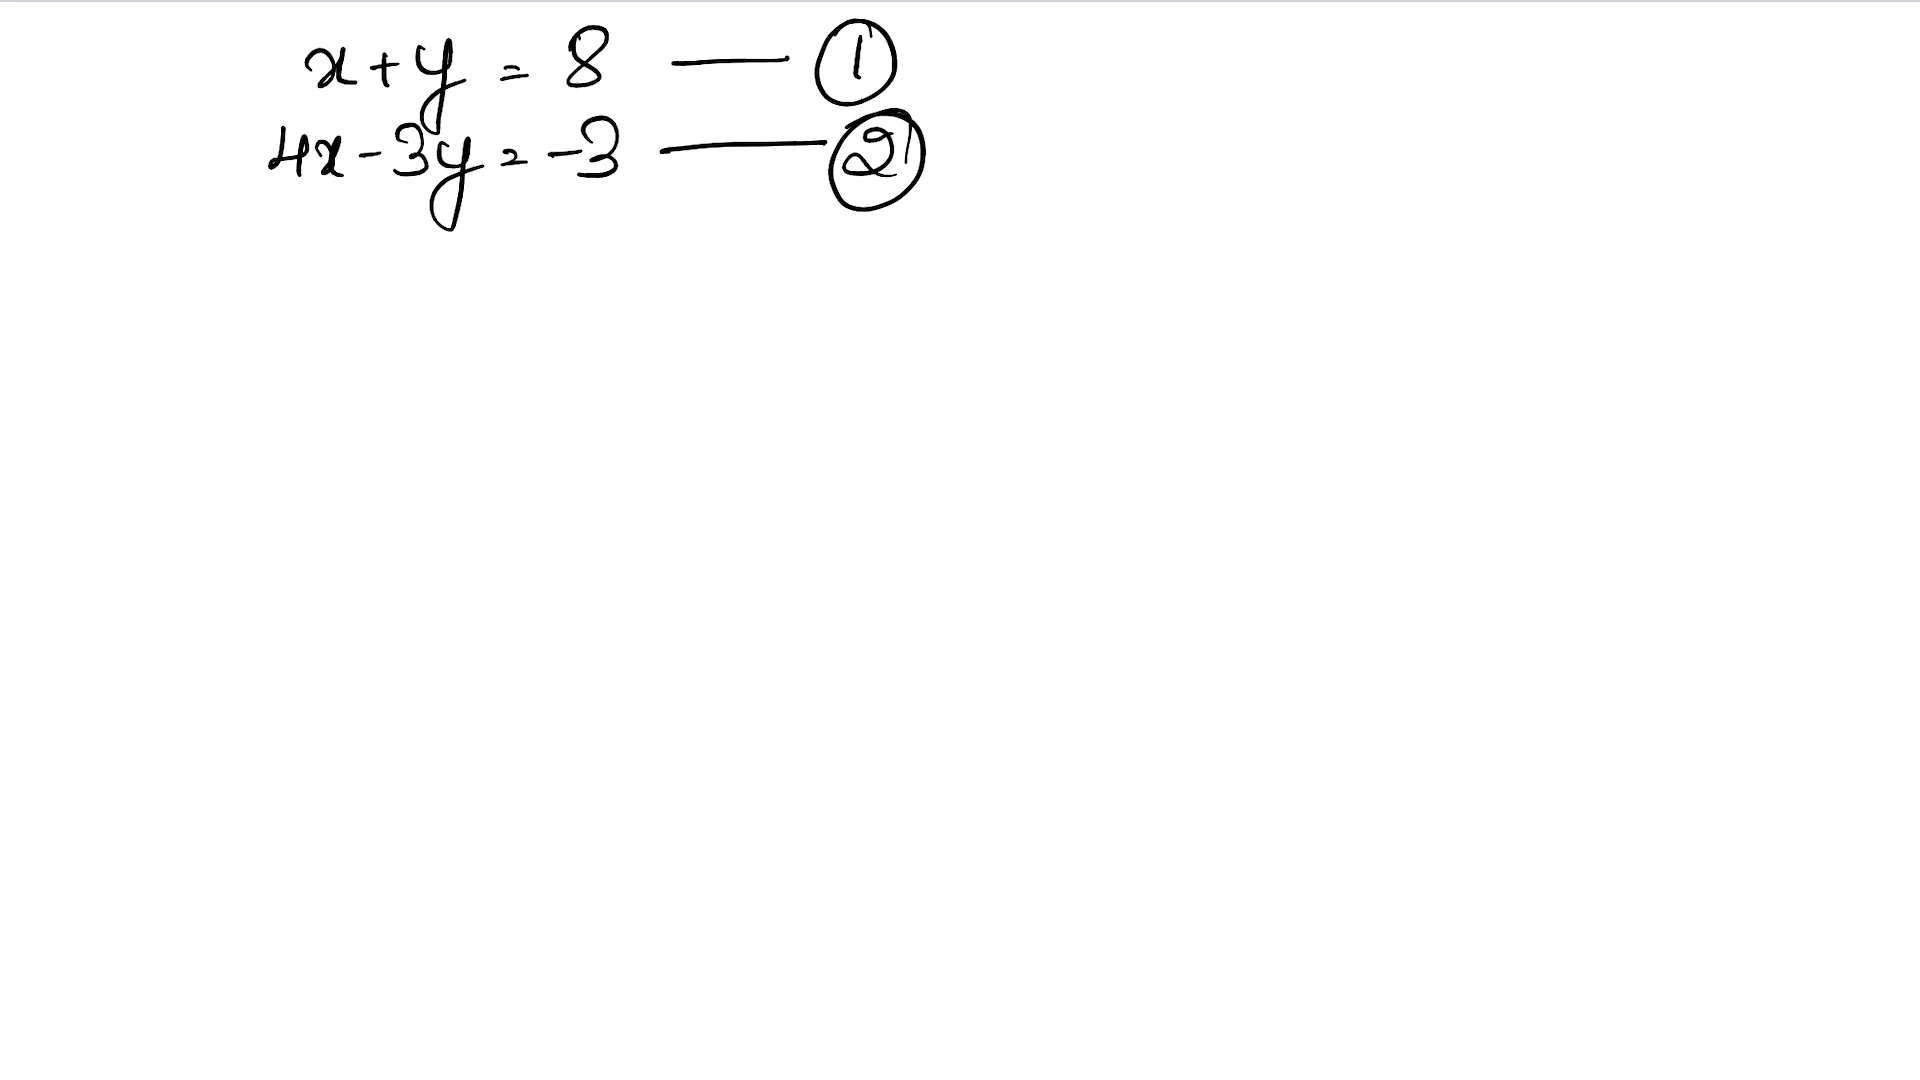 x+y = 8 — ①
4x-3y = -3 — ②